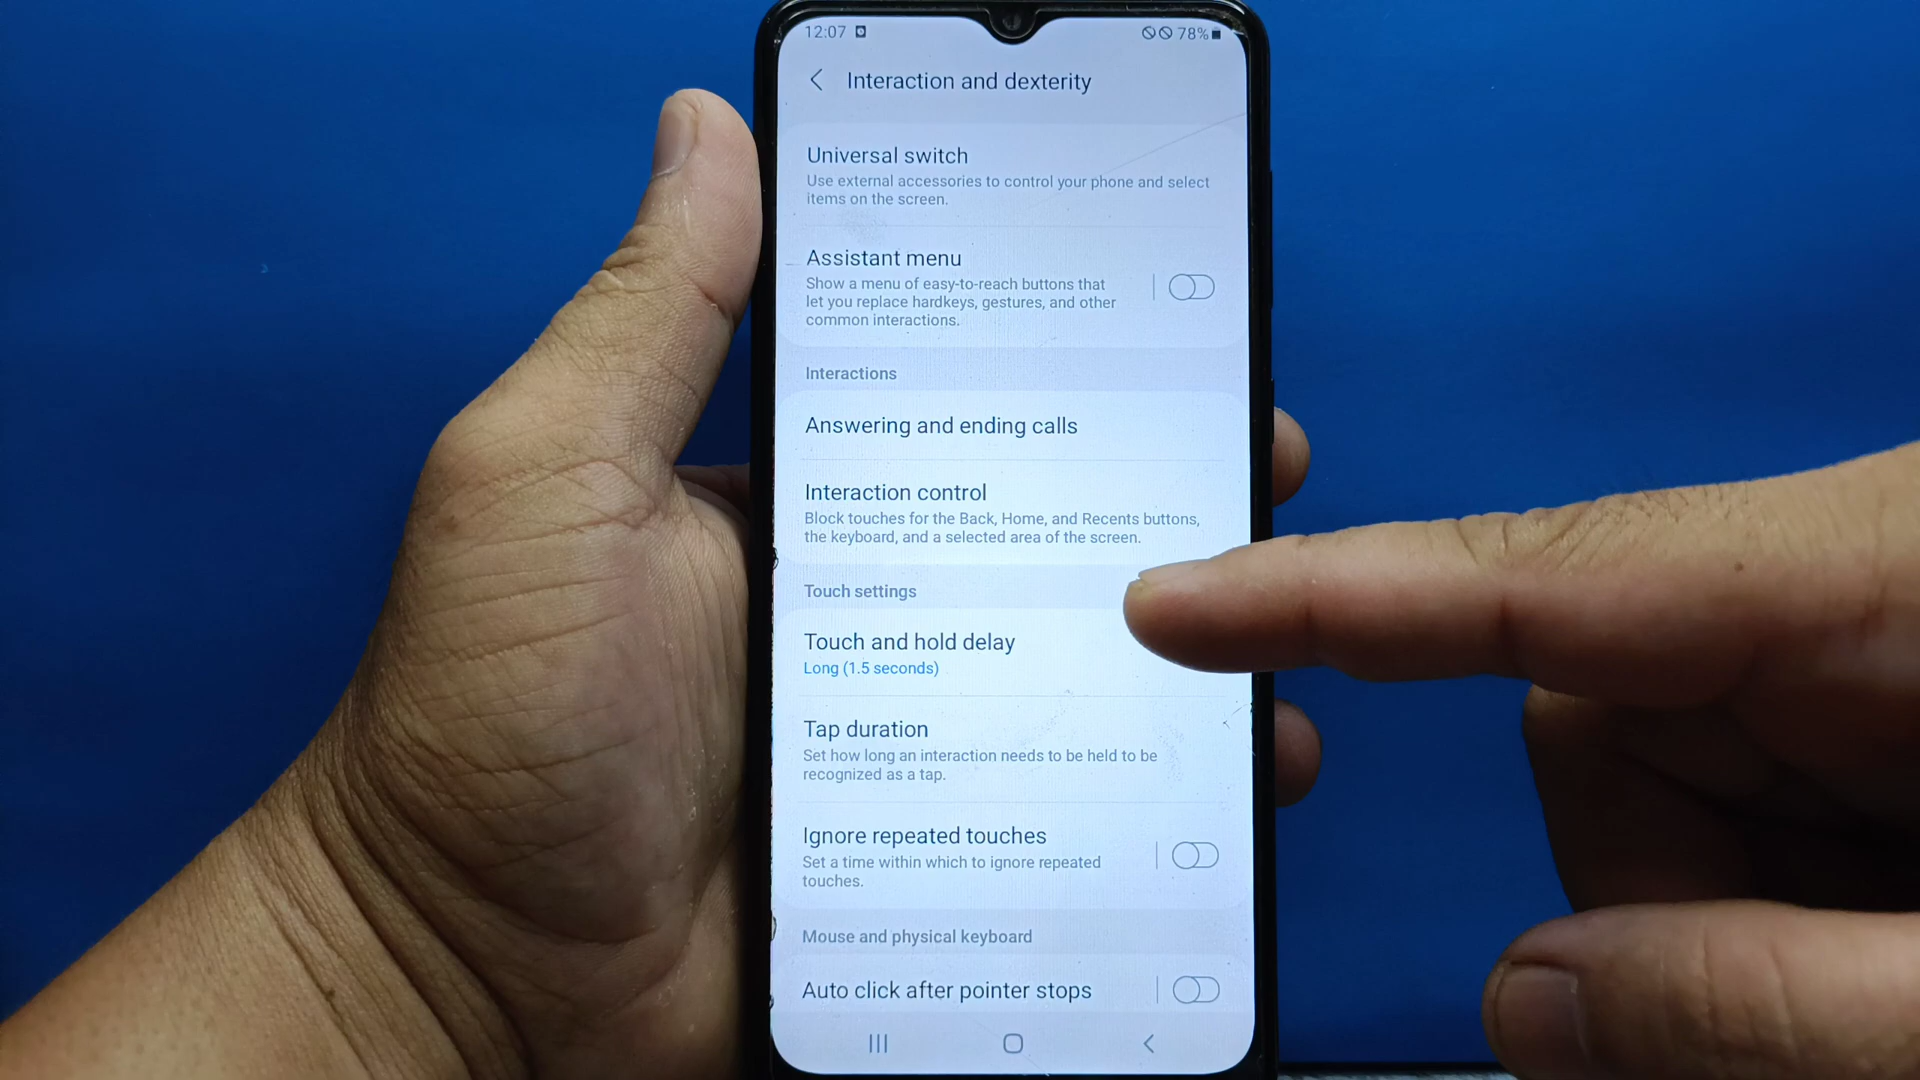 12:07
78%
Interaction and dexterity
Universal switch
Use external accessories to control your phone and select
items on the screen.
Assistant menu
Show a menu of easy-to-reach buttons that
let you replace hardkeys, gestures, and other
common interactions.
Interactions
Answering and ending calls
Interaction control
Block touches for the Back, Home, and Recents buttons,
the keyboard, and a selected area of the screen.
Touch settings
Touch and hold delay
Long (1.5 seconds)
Tap duration
Set how long an interaction needs to be held to be
recognized as a tap.
Ignore repeated touches
Set a time within which to ignore repeated
touches.
Mouse and physical keyboard
Auto click after pointer stops